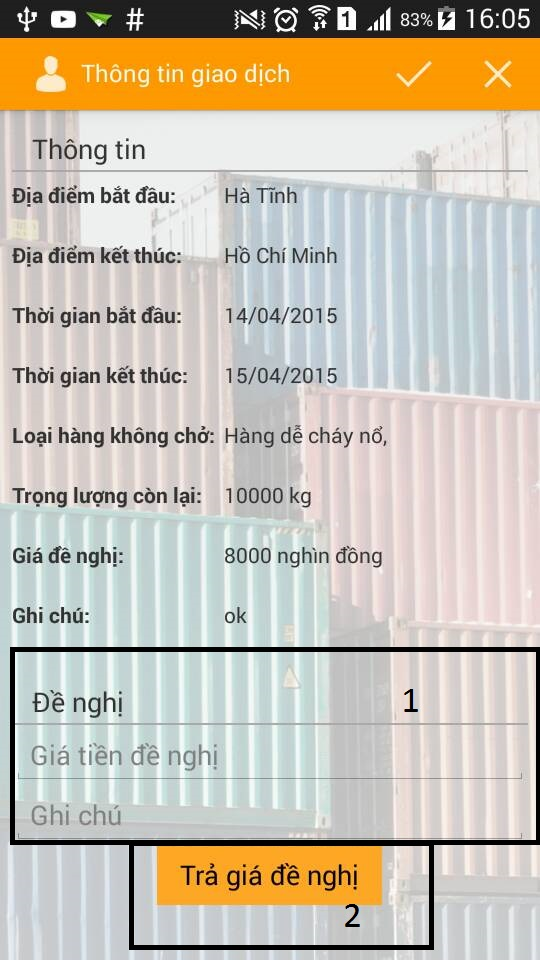 # 1 83% 16:05
Thông tin giao dịch
Thông tin
Địa điểm bắt đầu: Hà Tĩnh
Địa điểm kết thúc: Hồ Chí Minh
Thời gian bắt đầu: 14/04/2015
Thời gian kết thúc: 15/04/2015
Loại hàng không chở: Hàng dễ cháy nổ,
Trọng lượng còn lại: 10000 kg
Giá đề nghị: 8000 nghìn đồng
Ghi chú: ok
Đề nghị 1
Giá tiền đề nghị
Ghi chú
Trả giá đề nghị
2